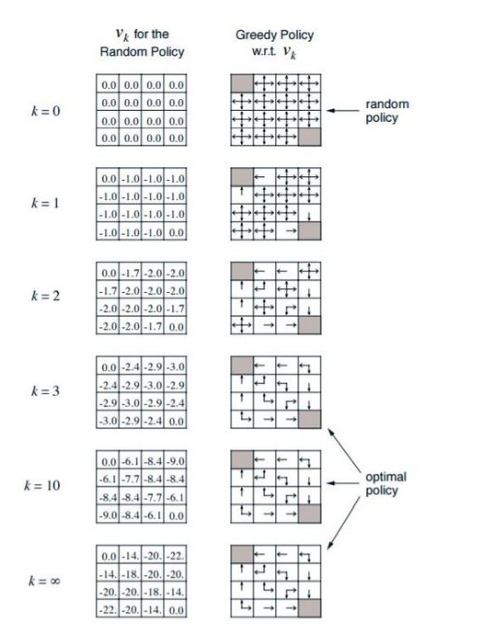 v_k for the
Random Policy
Greedy Policy
w.r.t. v_k
k = 0
0.0 0.0 0.0 0.0
0.0 0.0 0.0 0.0
0.0 0.0 0.0 0.0
0.0 0.0 0.0 0.0
random
policy
k = 1
0.0 -1.0 -1.0 -1.0
-1.0 -1.0 -1.0 -1.0
-1.0 -1.0 -1.0 -1.0
-1.0 -1.0 -1.0 0.0
k = 2
0.0 -1.7 -2.0 -2.0
-1.7 -2.0 -2.0 -2.0
-2.0 -2.0 -2.0 -1.7
-2.0 -2.0 -1.7 0.0
k = 3
0.0 -2.4 -2.9 -3.0
-2.4 -2.9 -3.0 -2.9
-2.9 -3.0 -2.9 -2.4
-3.0 -2.9 -2.4 0.0
k = 10
0.0 -6.1 -8.4 -9.0
-6.1 -7.7 -8.4 -8.4
-8.4 -8.4 -7.7 -6.1
-9.0 -8.4 -6.1 0.0
optimal
policy
k = ∞
0.0 -14. -20. -22.
-14. -18. -20. -20.
-20. -20. -18. -14.
-22. -20. -14. 0.0